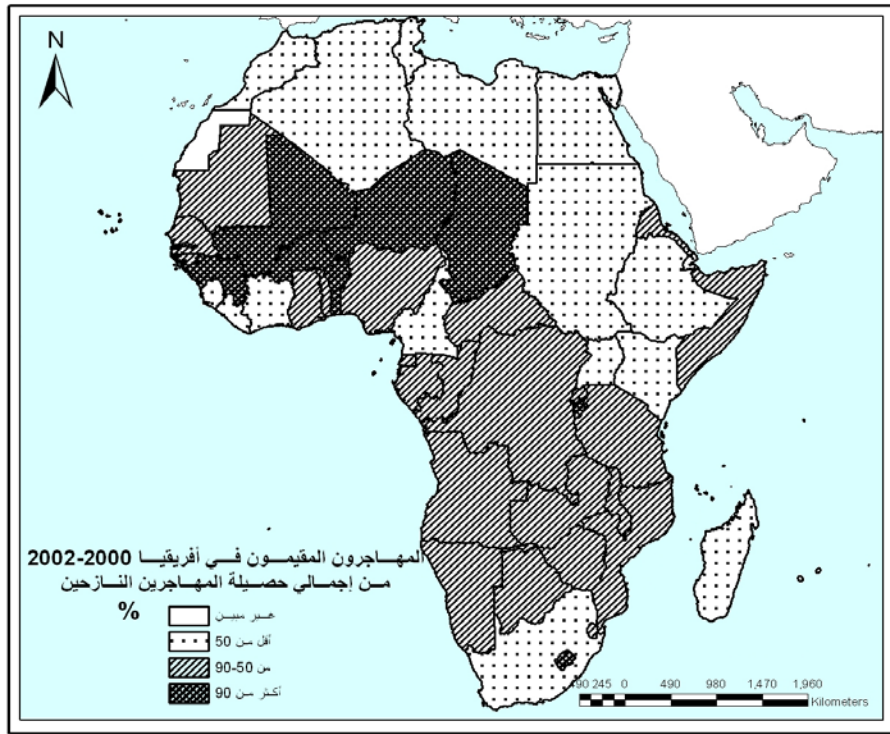 N
المهاجرون المقيمون في أفريقيا 2000-2002
من إجمالي حصيلة المهاجرين النازحين
%
غير مبين
أقل من 50
من 50-90
أكثر من 90
490 245 0 490 980 1,470 1,960
Kilometers